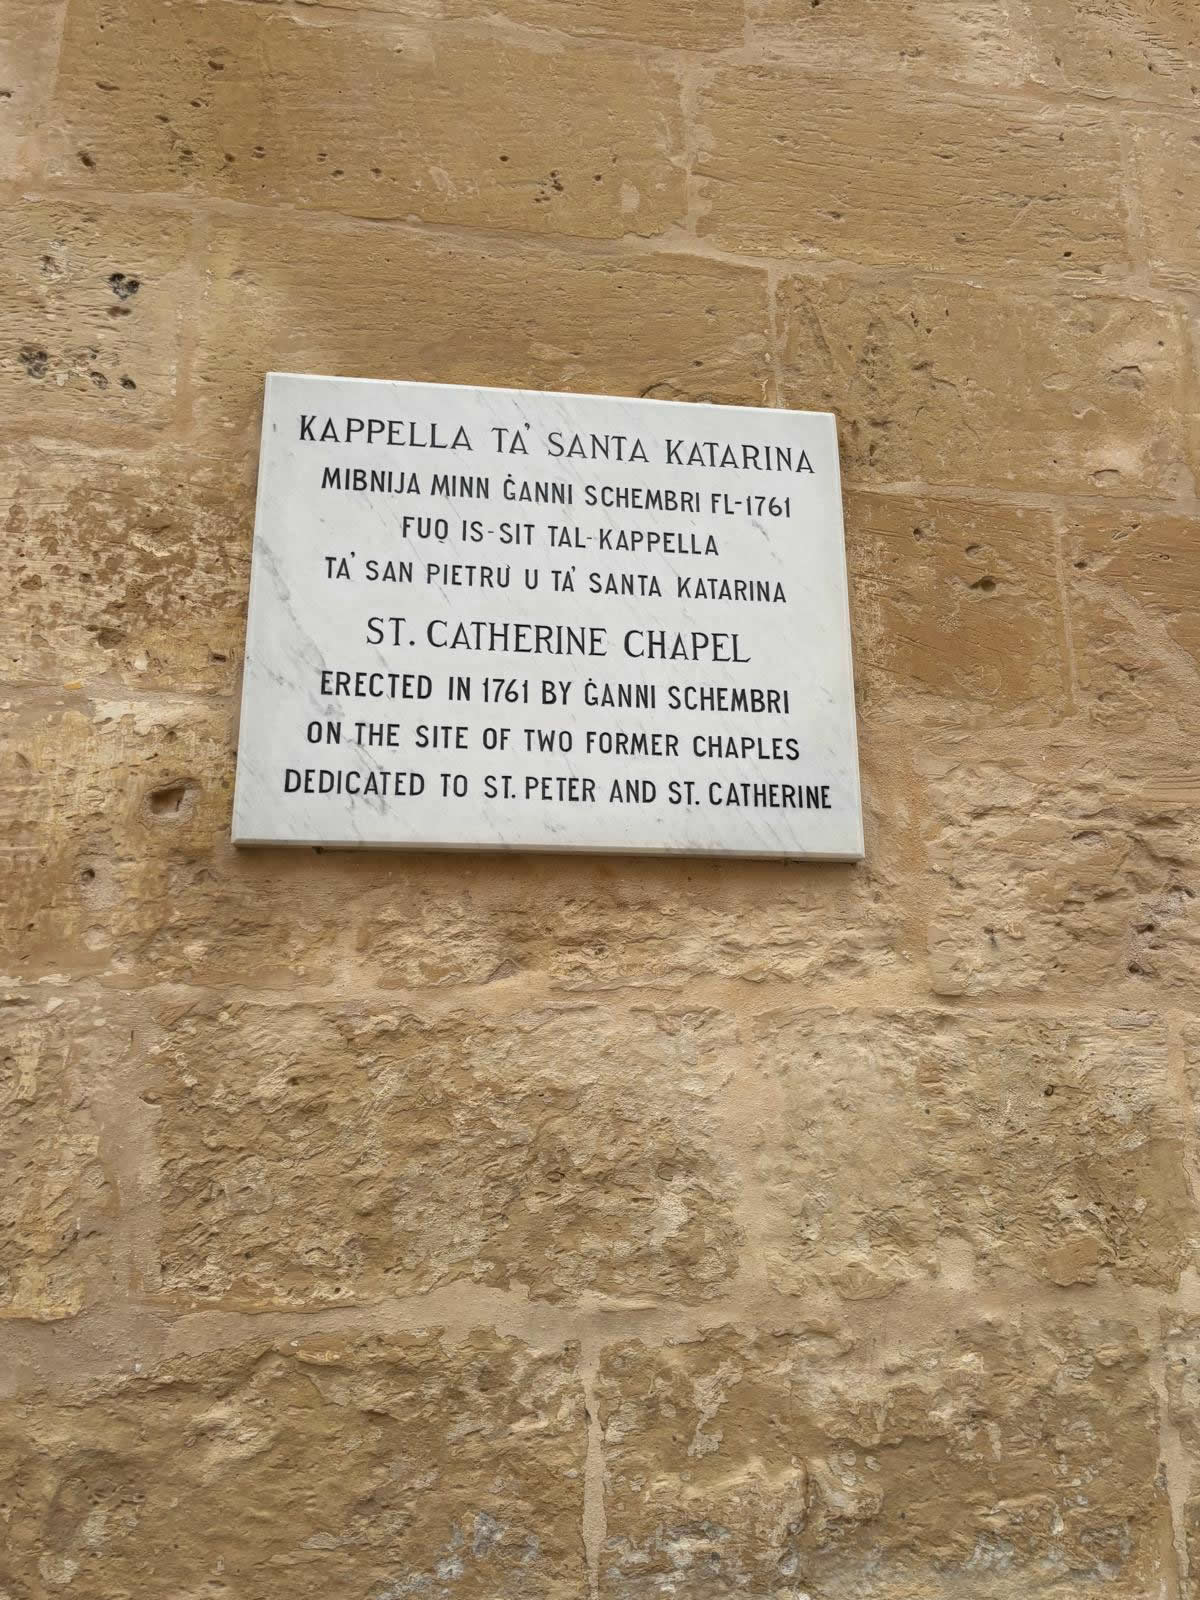 KAPPELLA TA' SANTA KATARINA
MIBNIJA MINN ĠANNI SCHEMBRI FL-1761
FUQ IS-SIT TAL-KAPPELLA
TA' SAN PIETRU U TA' SANTA KATARINA
ST. CATHERINE CHAPEL
ERECTED IN 1761 BY ĠANNI SCHEMBRI
ON THE SITE OF TWO FORMER CHAPLES
DEDICATED TO ST. PETER AND ST. CATHERINE